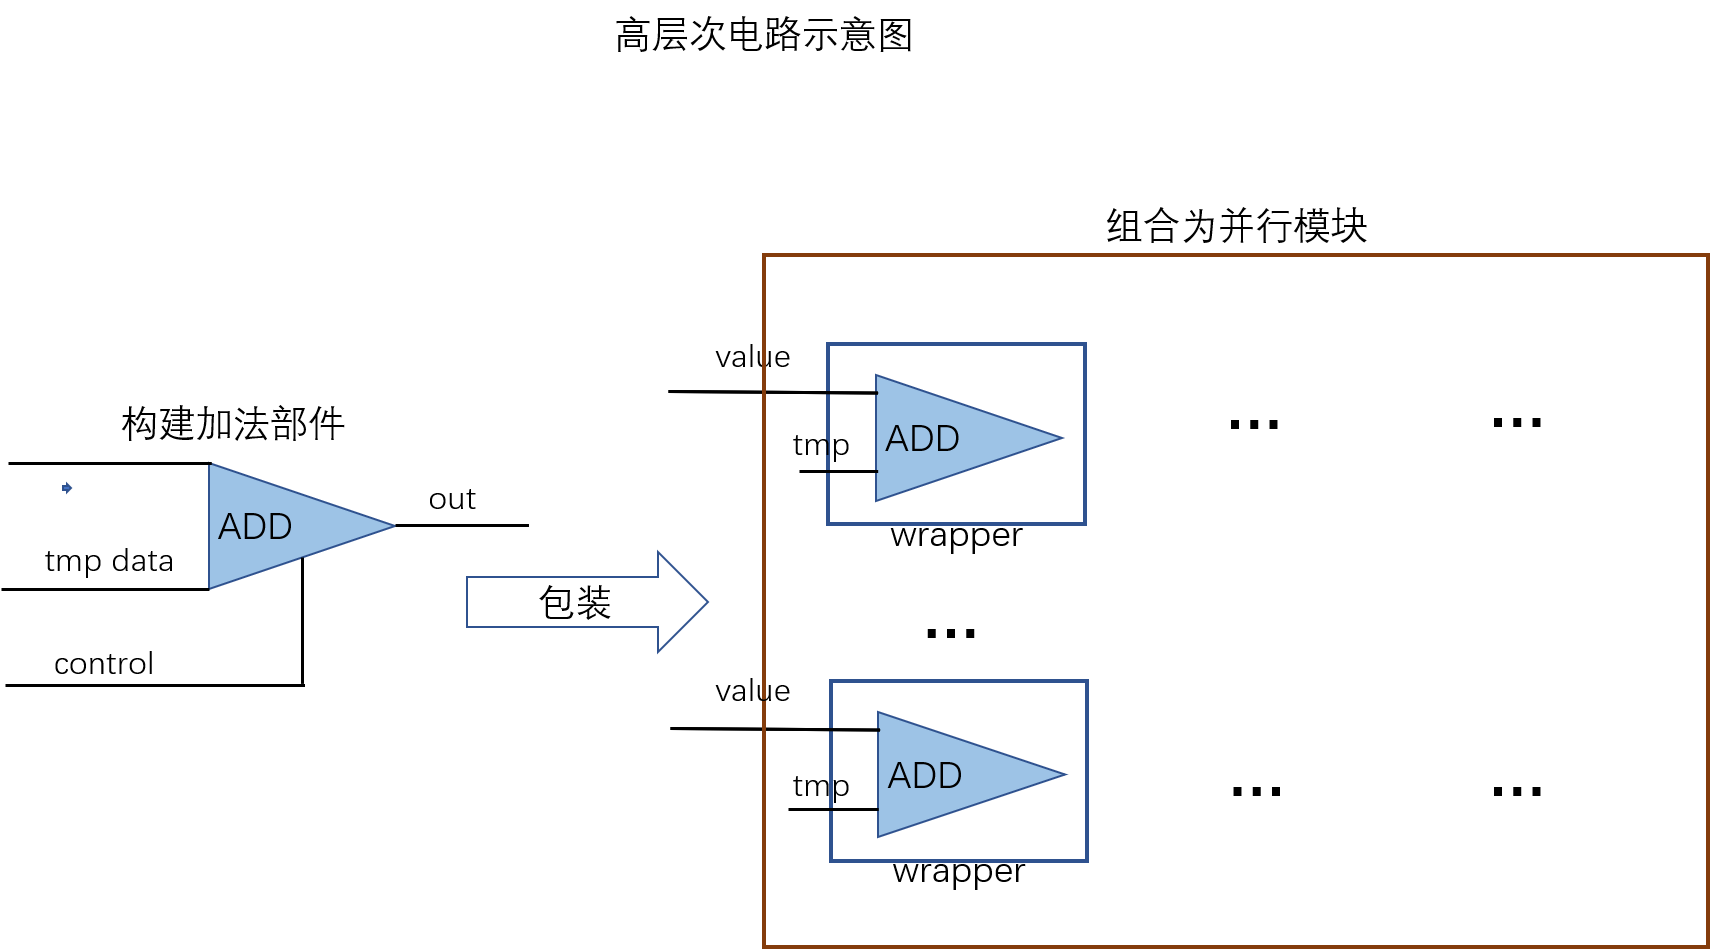 高层次电路示意图
组合为并行模块
value
tmp
ADD
wrapper
...
...
构建加法部件
ADD
out
tmp data
control
包装
...
value
tmp
ADD
wrapper
...
...